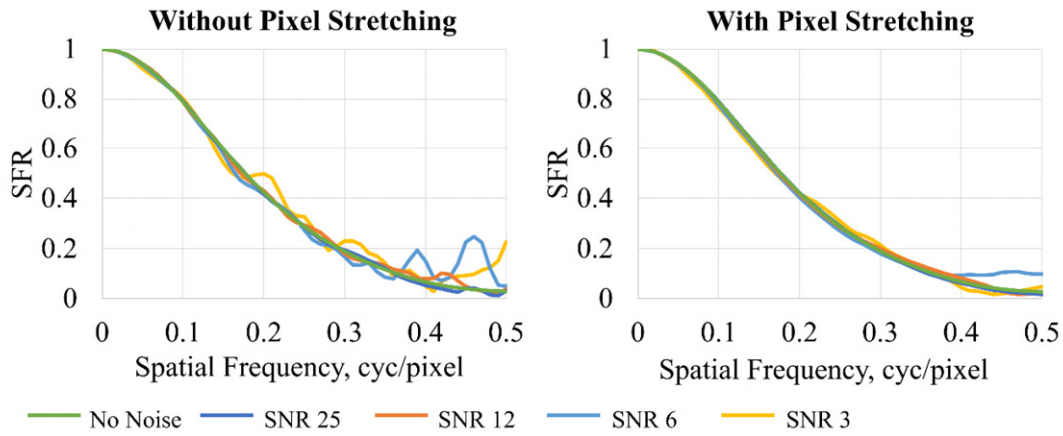 Without Pixel Stretching
With Pixel Stretching
SFR
1
0.8
0.6
0.4
0.2
0
0 0.1 0.2 0.3 0.4 0.5
Spatial Frequency, cyc/pixel
SFR
1
0.8
0.6
0.4
0.2
0
0 0.1 0.2 0.3 0.4 0.5
Spatial Frequency, cyc/pixel
No Noise SNR 25 SNR 12 SNR 6 SNR 3